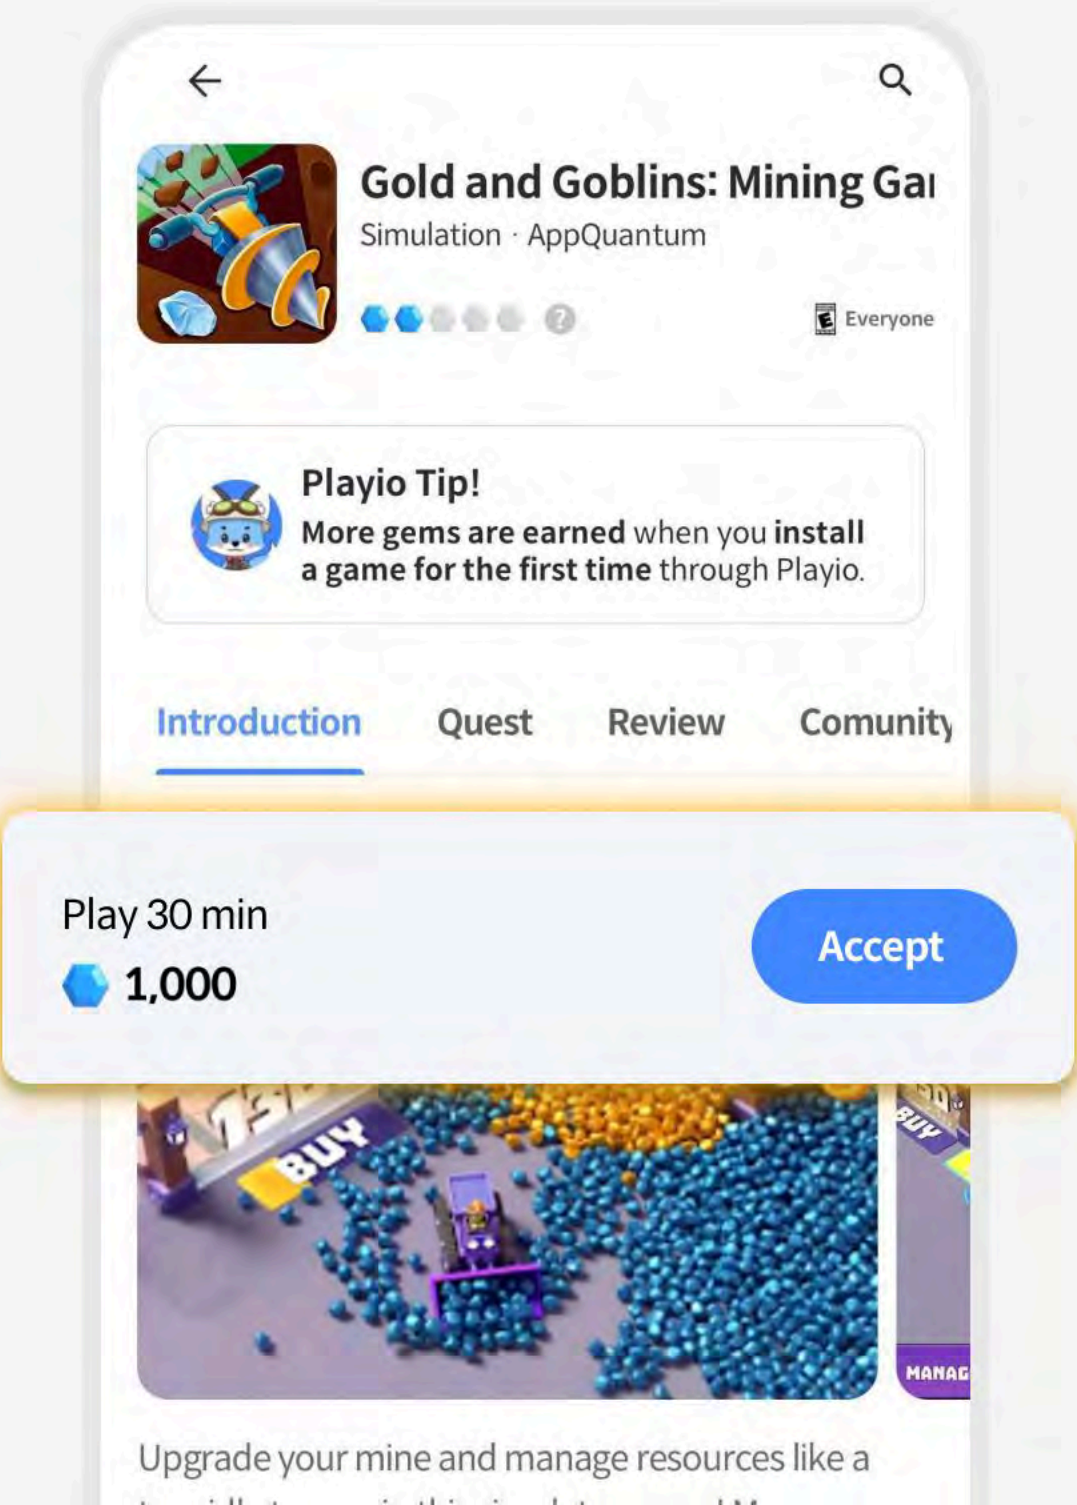 Gold and Goblins: Mining Gar
Simulation · AppQuantum
? E Everyone
Playio Tip!
More gems are earned when you install
a game for the first time through Playio.
Introduction Quest Review Comunity
Play 30 min
1,000
Accept
BUY
BUY
MANAG
Upgrade your mine and manage resources like a